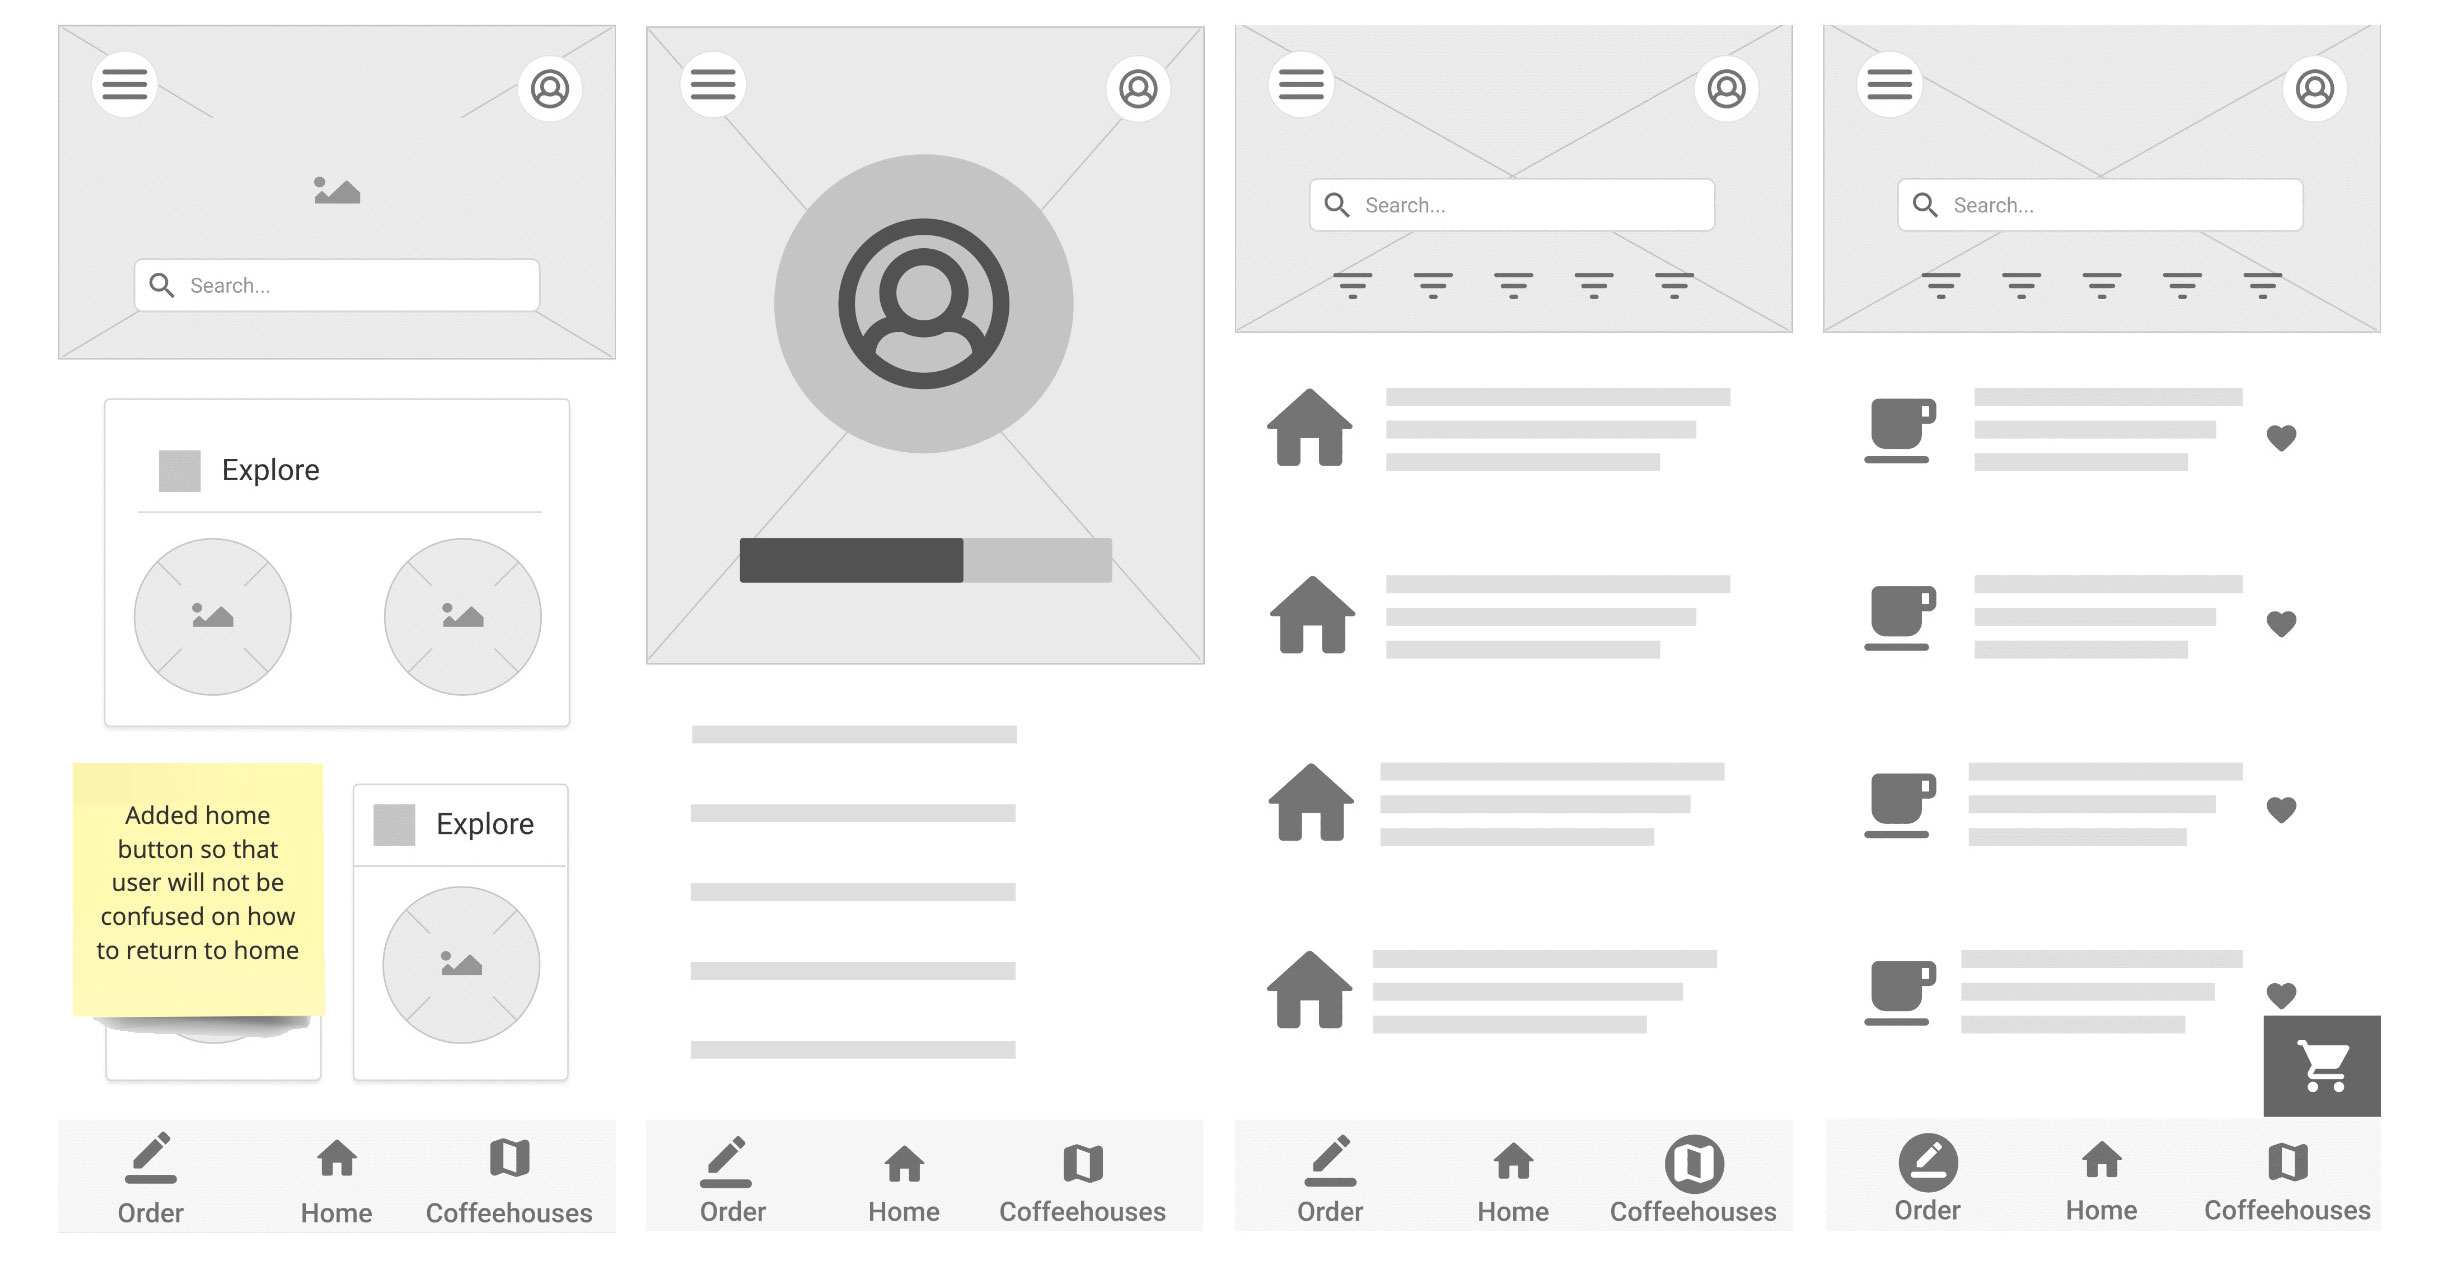 Search...
Explore
Added home
button so that
user will not be
confused on how
to return to home
Explore
Order
Home
Coffeehouses
Order
Home
Coffeehouses
Search...
Order
Home
Coffeehouses
Search...
Order
Home
Coffeehouses